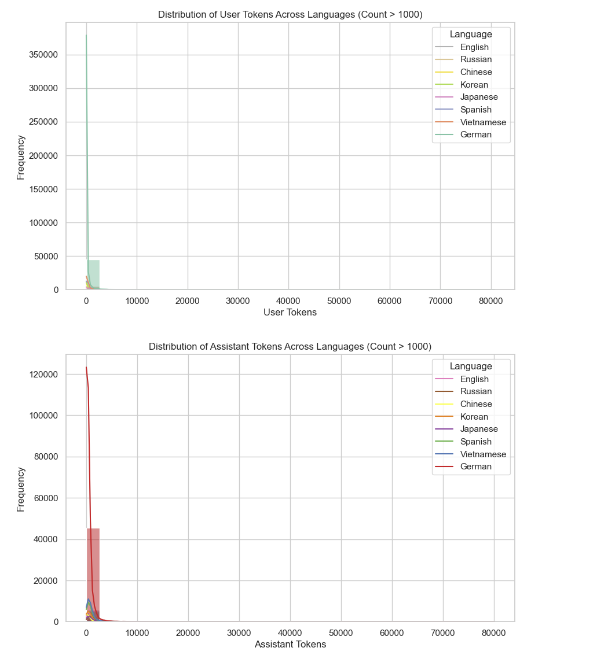 Distribution of User Tokens Across Languages (Count > 1000)
Language
English
Russian
Chinese
Korean
Japanese
Spanish
Vietnamese
German
350000
300000
250000
200000
150000
100000
50000
0
Frequency
0 10000 20000 30000 40000 50000 60000 70000 80000
User Tokens
Distribution of Assistant Tokens Across Languages (Count > 1000)
Language
English
Russian
Chinese
Korean
Japanese
Spanish
Vietnamese
German
120000
100000
80000
60000
40000
20000
0
Frequency
0 10000 20000 30000 40000 50000 60000 70000 80000
Assistant Tokens